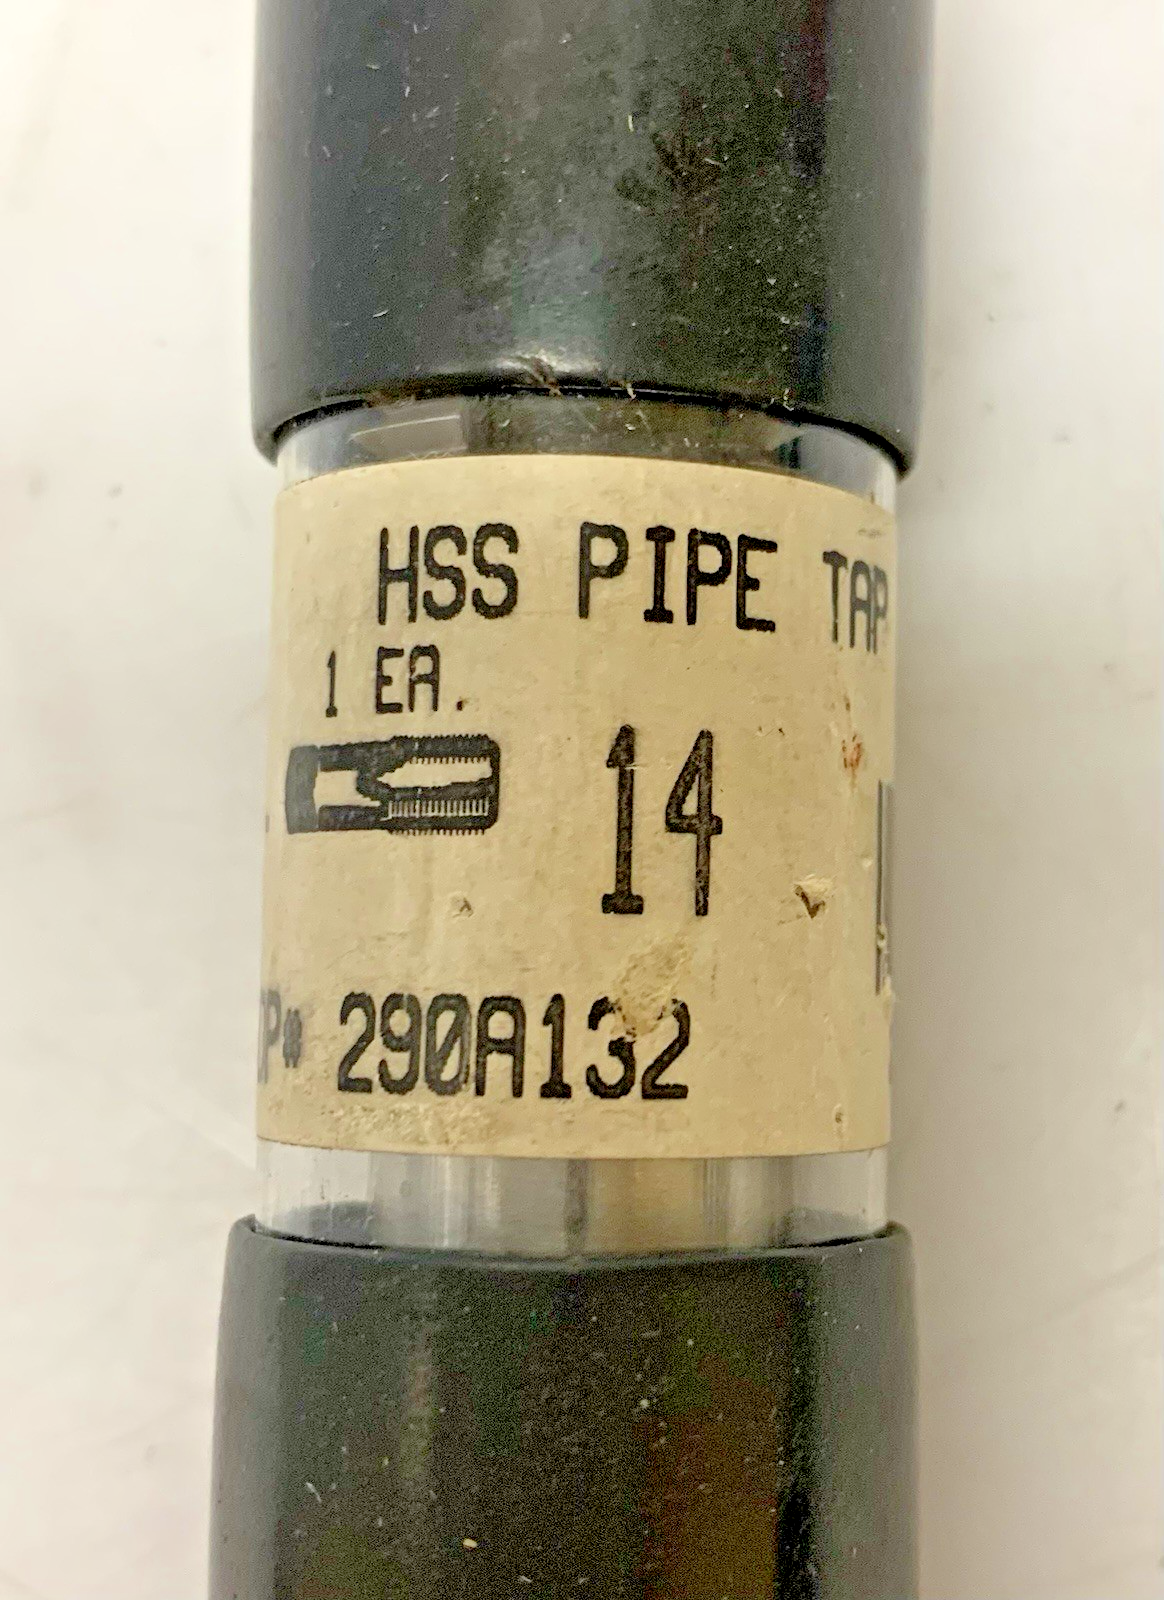 HSS PIPE TAP
1 EA.
14
290A132